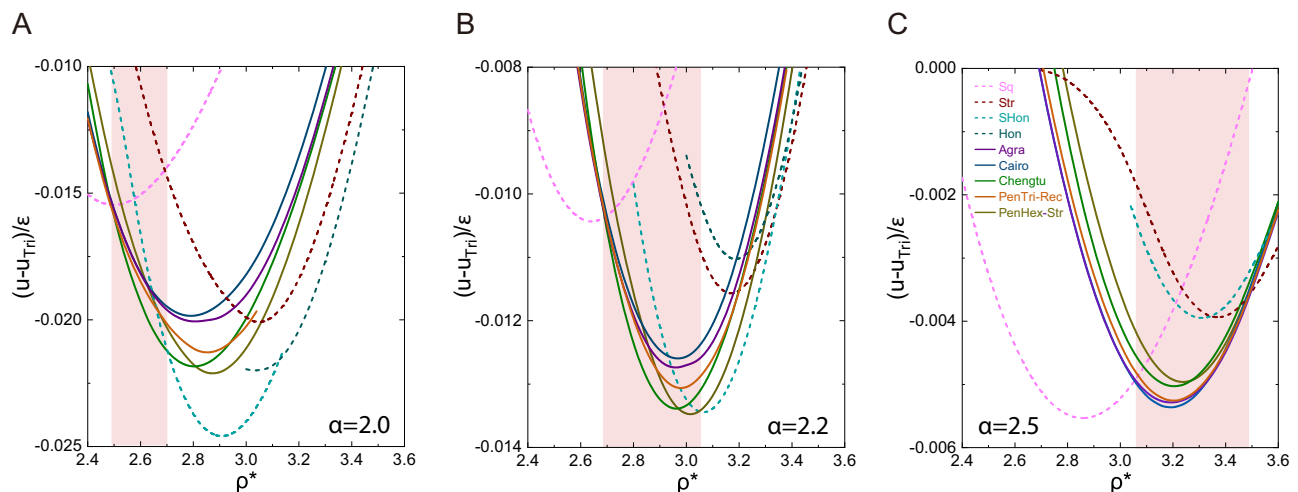 A
(u-u_Tri)/ε
-0.010
-0.015
-0.020
-0.025
2.4 2.6 2.8 3.0 3.2 3.4 3.6
ρ*
α=2.0
B
(u-u_Tri)/ε
-0.008
-0.010
-0.012
-0.014
2.4 2.6 2.8 3.0 3.2 3.4 3.6
ρ*
α=2.2
C
(u-u_Tri)/ε
0.000
-0.002
-0.004
-0.006
Sq
Str
SHon
Hon
Agra
Cairo
Chengtu
PenTri-Rec
PenHex-Str
α=2.5
2.4 2.6 2.8 3.0 3.2 3.4 3.6
ρ*